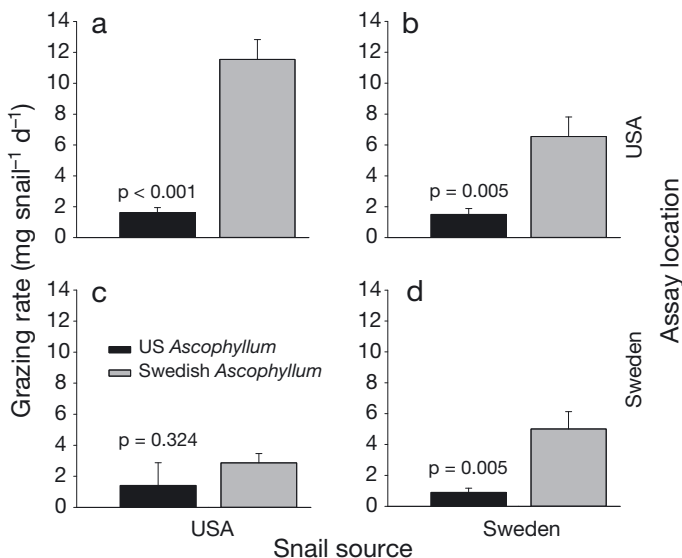 a
14
12
10
8
6
4
2
0
p < 0.001
b
14
12
10
8
6
4
2
0
p = 0.005
USA
c
14
12
10
8
6
4
2
0
US Ascophyllum
Swedish Ascophyllum
p = 0.324
d
14
12
10
8
6
4
2
0
p = 0.005
Sweden
Grazing rate (mg snail⁻¹ d⁻¹)
Assay location
USA
Sweden
Snail source